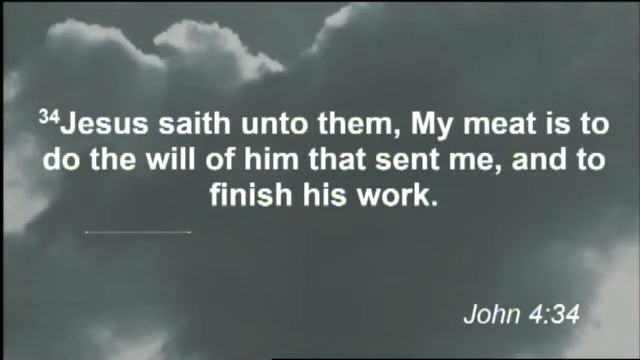 ³⁴Jesus saith unto them, My meat is to
do the will of him that sent me, and to
finish his work.
John 4:34